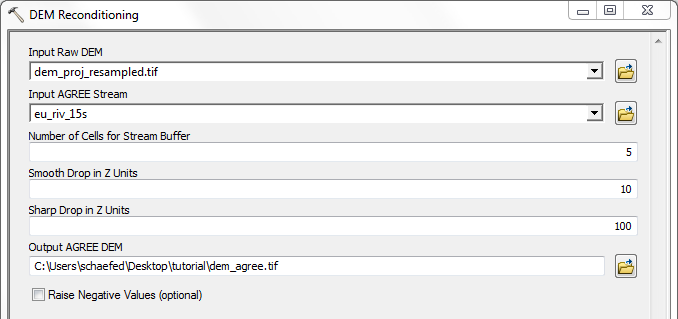 DEM Reconditioning
Input Raw DEM
dem_proj_resampled.tif
Input AGREE Stream
eu_riv_15s
Number of Cells for Stream Buffer
5
Smooth Drop in Z Units
10
Sharp Drop in Z Units
100
Output AGREE DEM
C:\Users\schaefed\Desktop\tutorial\dem_agree.tif
Raise Negative Values (optional)